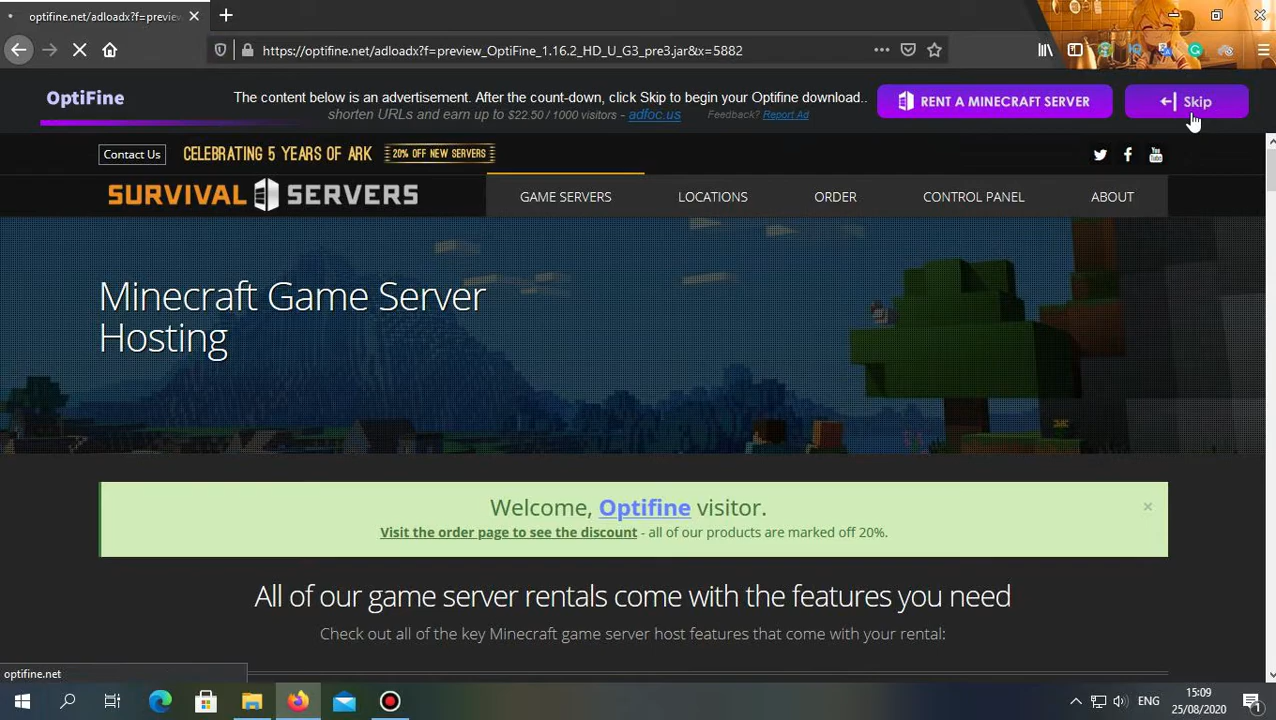 optifine.net/adloadx?f=preview
https://optifine.net/adloadx?f=preview_OptiFine_1.16.2_HD_U_G3_pre3.jar&x=5882
OptiFine
The content below is an advertisement. After the count-down, click Skip to begin your Optifine download..
shorten URLs and earn up to $22.50 / 1000 visitors - adfoc.us
Feedback? Report Ad
RENT A MINECRAFT SERVER
Skip
Contact Us
CELEBRATING 5 YEARS OF ARK
20% OFF NEW SERVERS
You Tube
SURVIVAL SERVERS
GAME SERVERS
LOCATIONS
ORDER
CONTROL PANEL
ABOUT
Minecraft Game Server
Hosting
Welcome, Optifine visitor.
×
Visit the order page to see the discount - all of our products are marked off 20%.
All of our game server rentals come with the features you need
Check out all of the key Minecraft game server host features that come with your rental:
optifine.net
ENG
15:09
25/08/2020
1